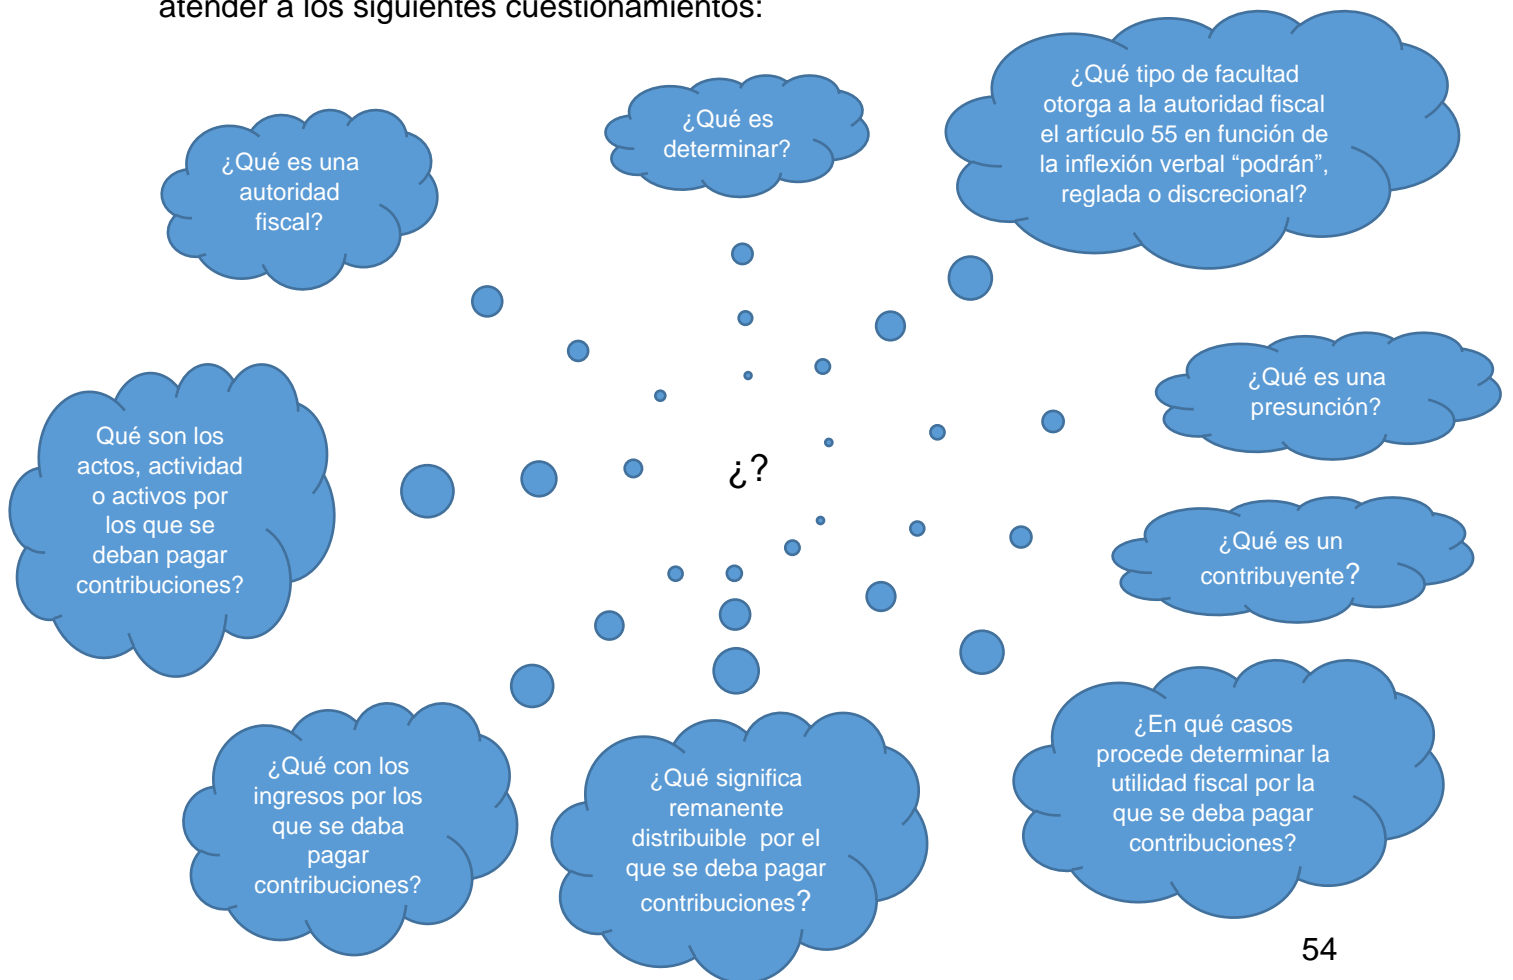 atender a los siguientes cuestionamientos:
¿Qué es una
autoridad
fiscal?
¿Qué es
determinar?
¿Qué tipo de facultad
otorga a la autoridad fiscal
el artículo 55 en función de
la inflexión verbal “podrán”,
reglada o discrecional?
¿Qué es una
presunción?
Qué son los
actos, actividad
o activos por
los que se
deban pagar
contribuciones?
¿?
¿Qué es un
contribuyente?
¿Qué con los
ingresos por los
que se daba
pagar
contribuciones?
¿Qué significa
remanente
distribuible por el
que se deba pagar
contribuciones?
¿En qué casos
procede determinar la
utilidad fiscal por la
que se deba pagar
contribuciones?
54